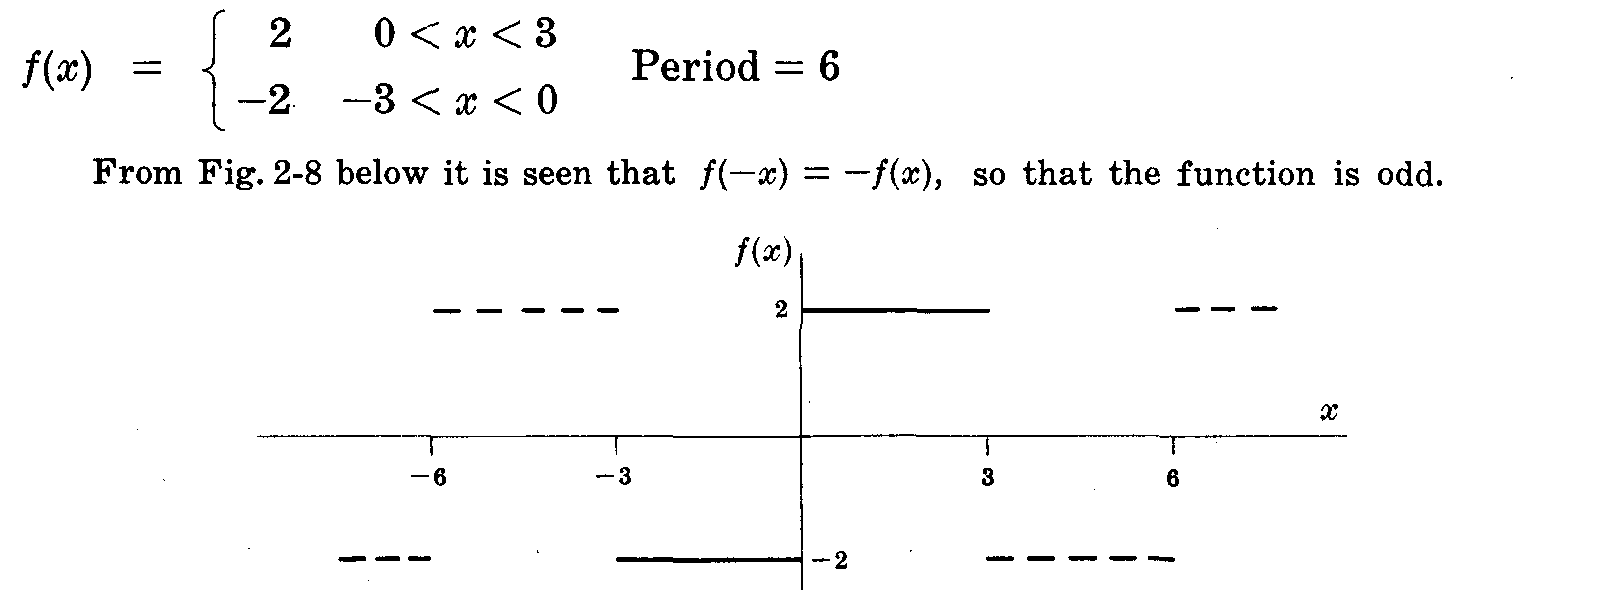 f(x) = { 2 0 < x < 3
−2 −3 < x < 0 Period = 6
From Fig. 2-8 below it is seen that f(−x) = −f(x), so that the function is odd.
f(x)
2
x
−6 −3 3 6
−2